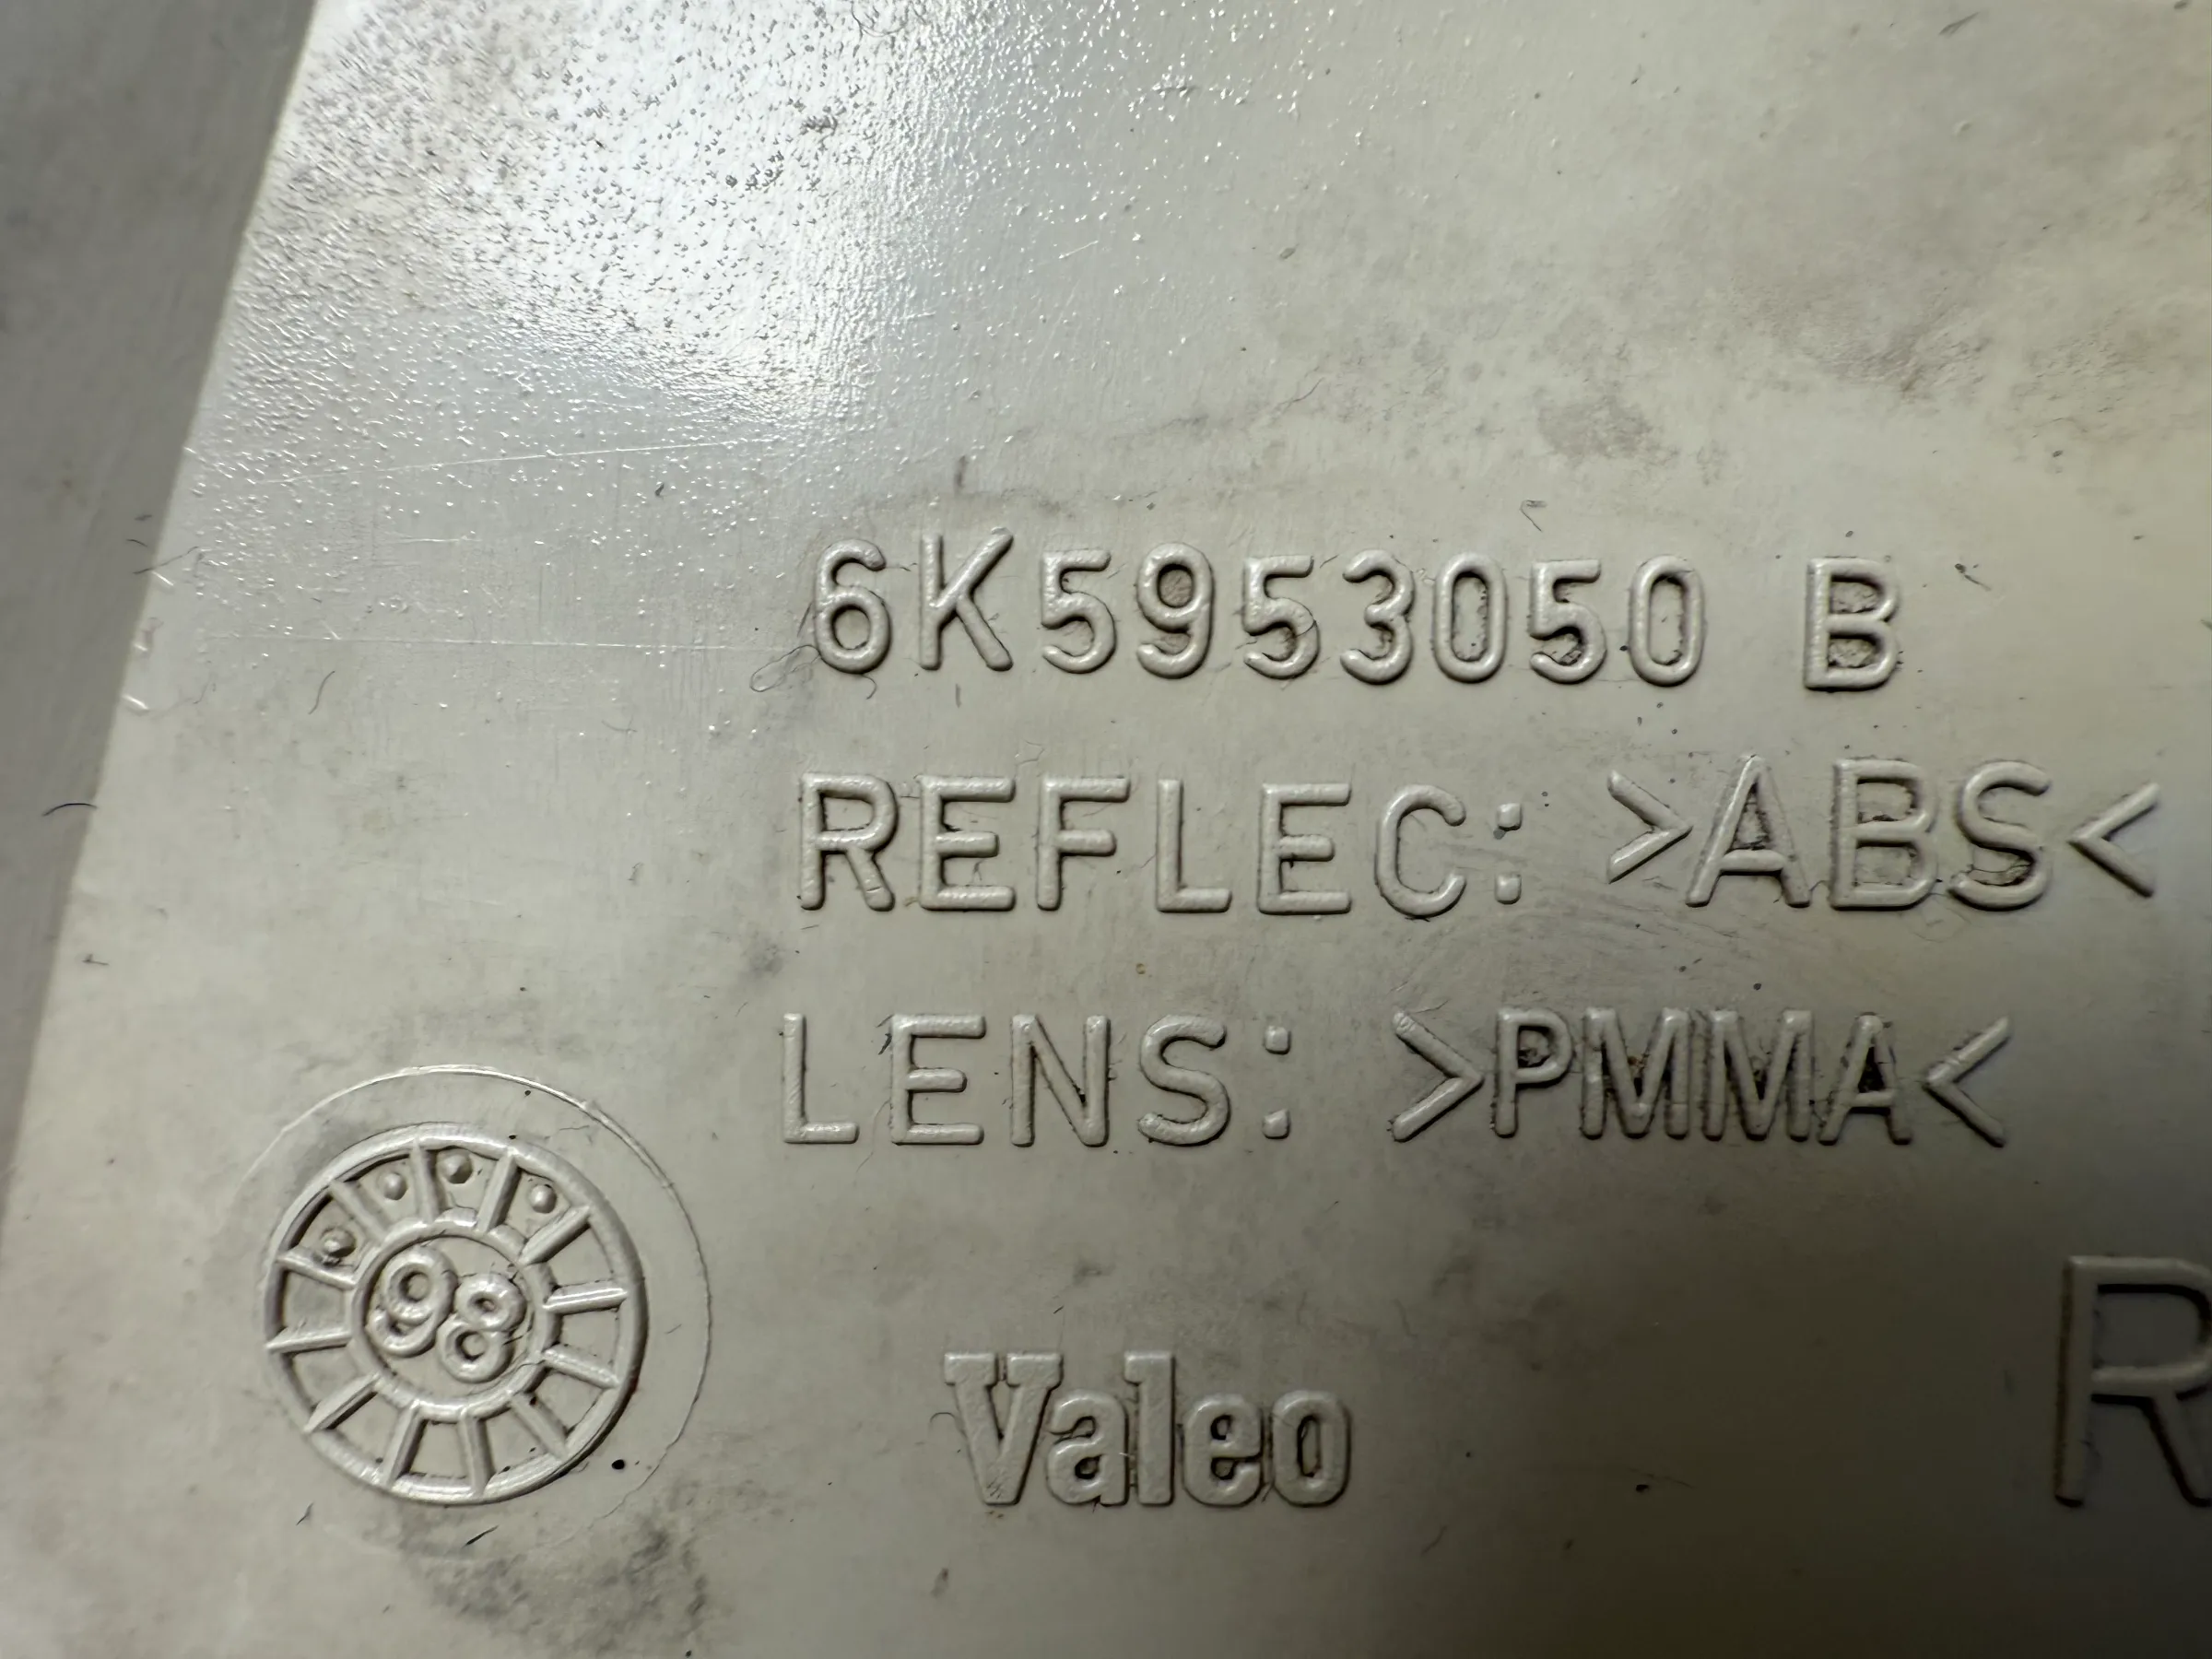 6K5953050 B
REFLEC: >ABS<
LENS: >PMMA<
98
Valeo
R